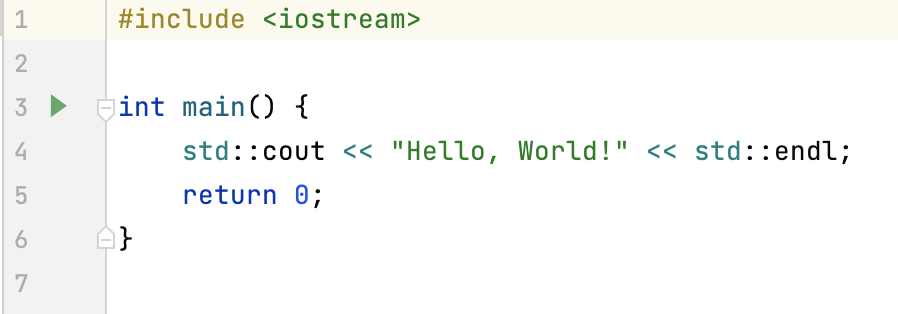 1 #include <iostream>
2
3 int main() {
4     std::cout << "Hello, World!" << std::endl;
5     return 0;
6 }
7